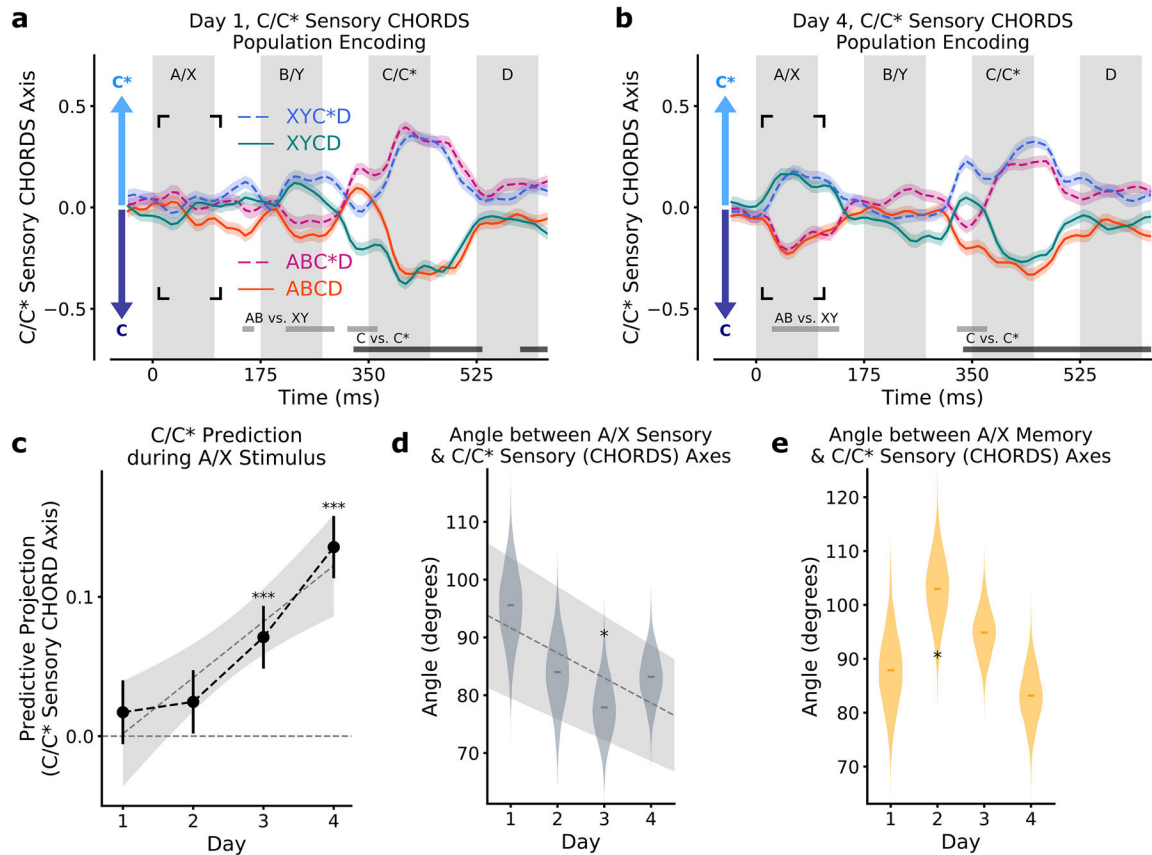 a
Day 1, C/C* Sensory CHORDS
Population Encoding
C/C* Sensory CHORDS Axis
C*
C
0.5
0.0
−0.5
A/X
B/Y
C/C*
D
XYC*D
XYCD
ABC*D
ABCD
AB vs. XY
C vs. C*
0
175
350
525
Time (ms)
b
Day 4, C/C* Sensory CHORDS
Population Encoding
C/C* Sensory CHORDS Axis
C*
C
0.5
0.0
−0.5
A/X
B/Y
C/C*
D
AB vs. XY
C vs. C*
0
175
350
525
Time (ms)
c
C/C* Prediction
during A/X Stimulus
Predictive Projection
(C/C* Sensory CHORD Axis)
0.1
0.0
***
***
1
2
3
4
Day
d
Angle between A/X Sensory
& C/C* Sensory (CHORDS) Axes
Angle (degrees)
110
100
90
80
70
*
1
2
3
4
Day
e
Angle between A/X Memory
& C/C* Sensory (CHORDS) Axes
Angle (degrees)
120
110
100
90
80
70
*
1
2
3
4
Day